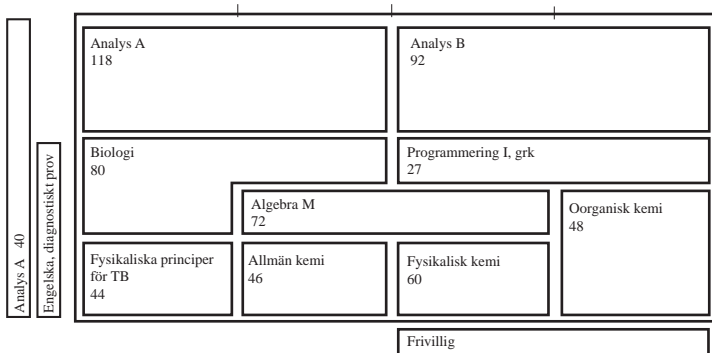 Analys A 40
Engelska, diagnostiskt prov
Analys A
118
Analys B
92
Biologi
80
Programmering I, grk
27
Algebra M
72
Oorganisk kemi
48
Fysikaliska principer
för TB
44
Allmän kemi
46
Fysikalisk kemi
60
Frivillig